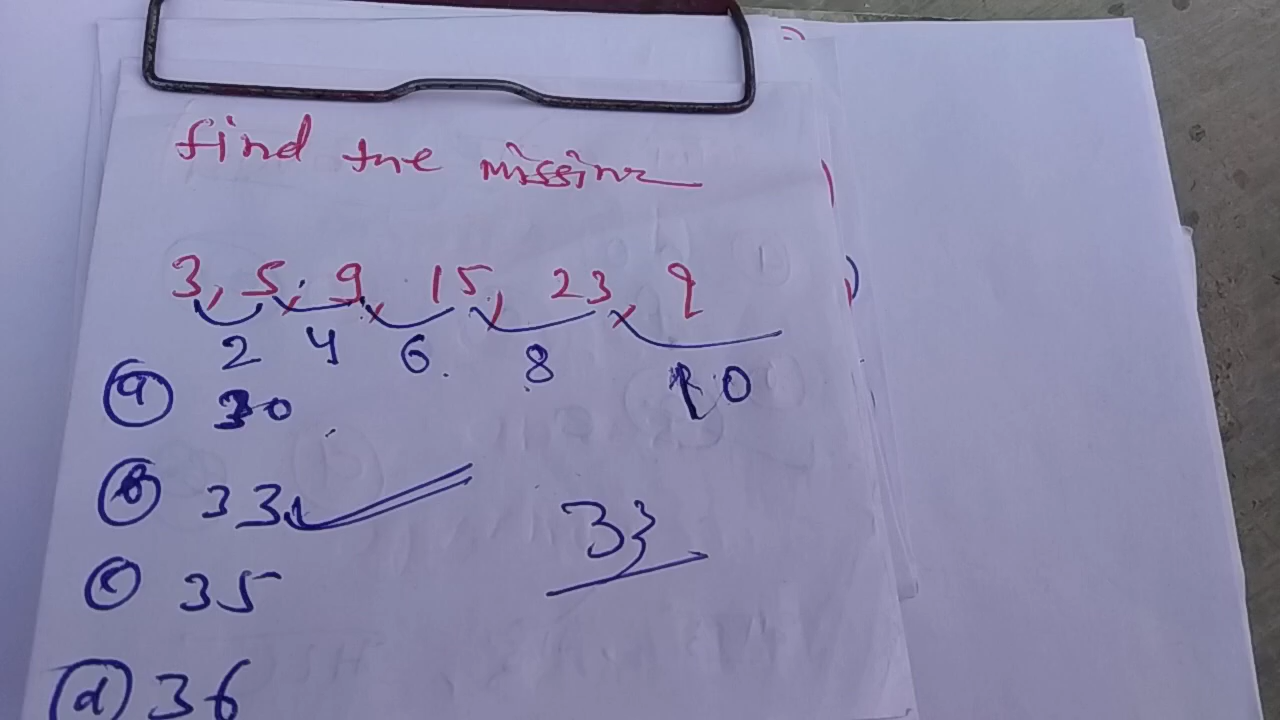 find the missing
3, 5, 9, 15, 23, ?
2 4 6 8 10
(a) 30
(b) 33
33
(c) 35
(d) 36